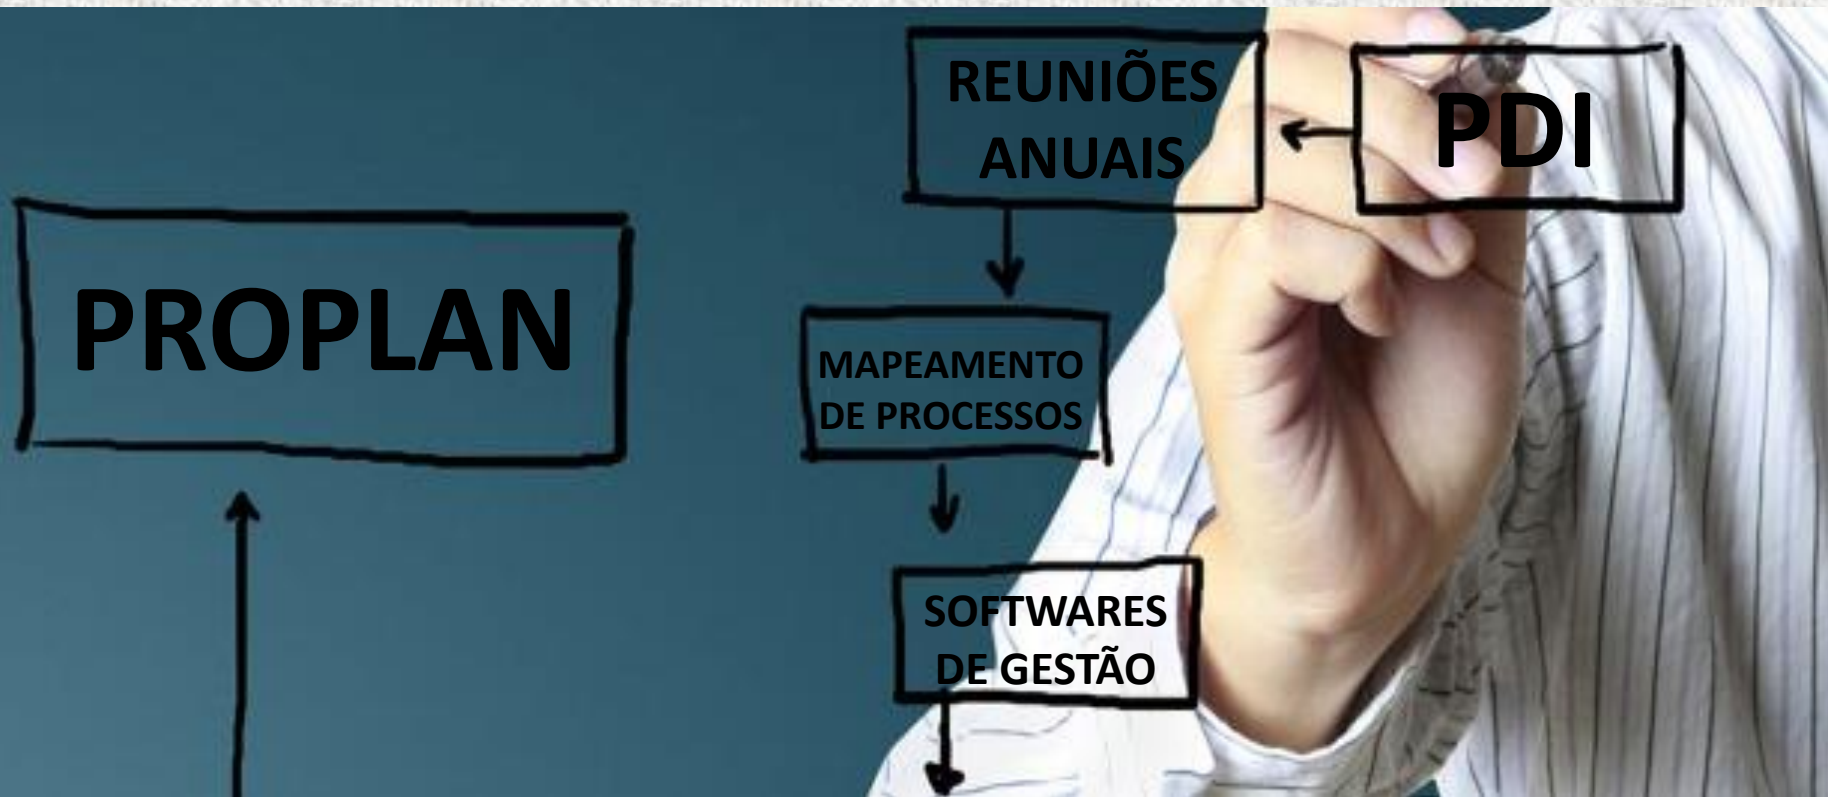 REUNIÕES
ANUAIS
PDI
PROPLAN
MAPEAMENTO
DE PROCESSOS
SOFTWARES
DE GESTÃO